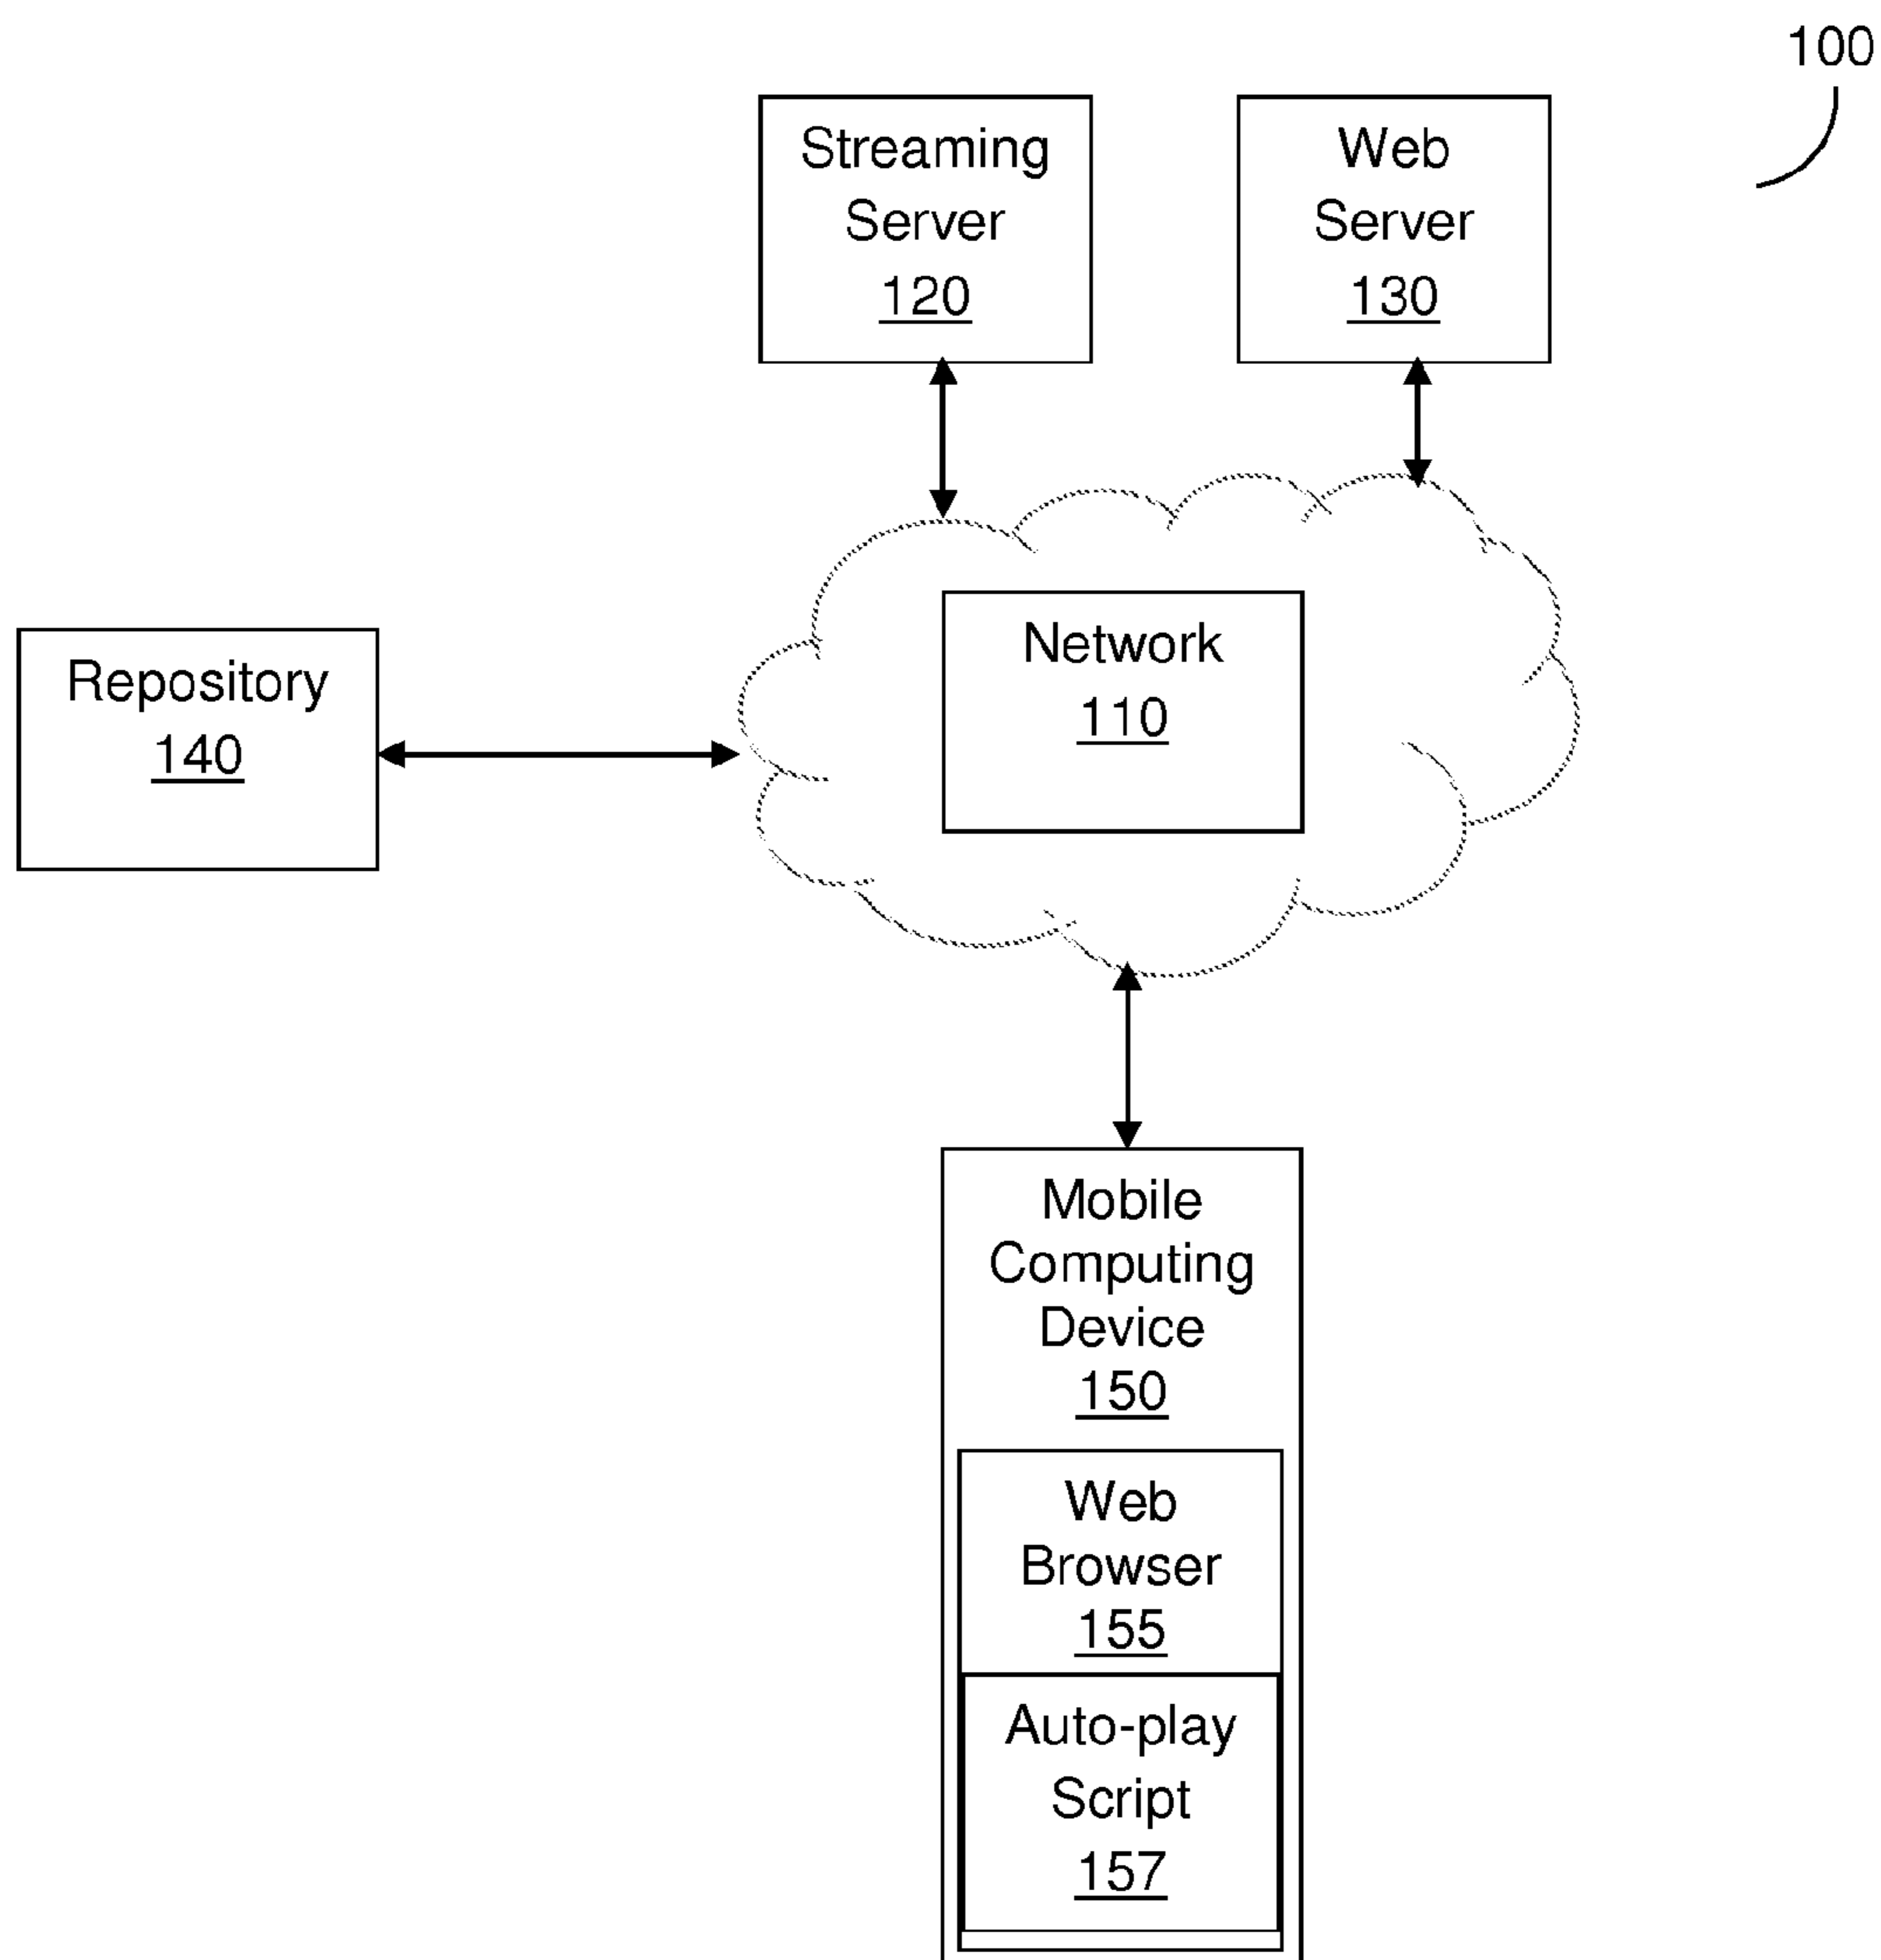 100
Streaming
Server
120
Web
Server
130
Network
110
Repository
140
Mobile
Computing
Device
150
Web
Browser
155
Auto-play
Script
157